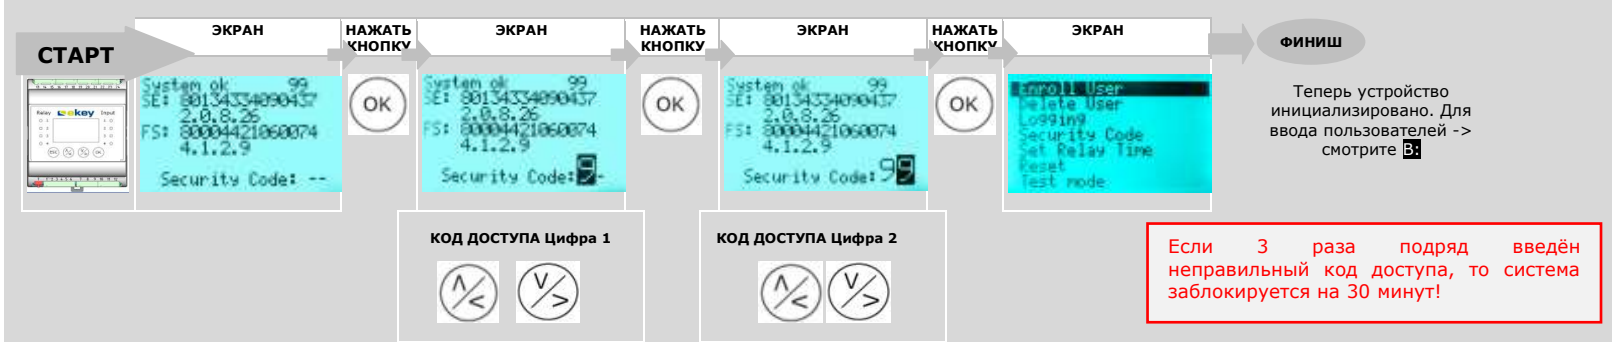 СТАРТ
ЭКРАН
НАЖАТЬ
КНОПКУ
ЭКРАН
НАЖАТЬ
КНОПКУ
ЭКРАН
НАЖАТЬ
КНОПКУ
ЭКРАН
ФИНИШ
Relay ekey Input
System ok 99
SE: 80134334090437
2.0.8.26
FS: 80004421060074
4.1.2.9
Security Code: --
OK
System ok 99
SE: 80134334090437
2.0.8.26
FS: 80004421060074
4.1.2.9
Security Code:9-
OK
System ok 99
SE: 80134334090437
2.0.8.26
FS: 80004421060074
4.1.2.9
Security Code:99
OK
Enroll User
Delete User
Logging
Security Code
Set Relay Time
Reset
Test mode
Теперь устройство
инициализировано. Для
ввода пользователей ->
смотрите B:
КОД ДОСТУПА Цифра 1
КОД ДОСТУПА Цифра 2
Если 3 раза подряд введён
неправильный код доступа, то система
заблокируется на 30 минут!